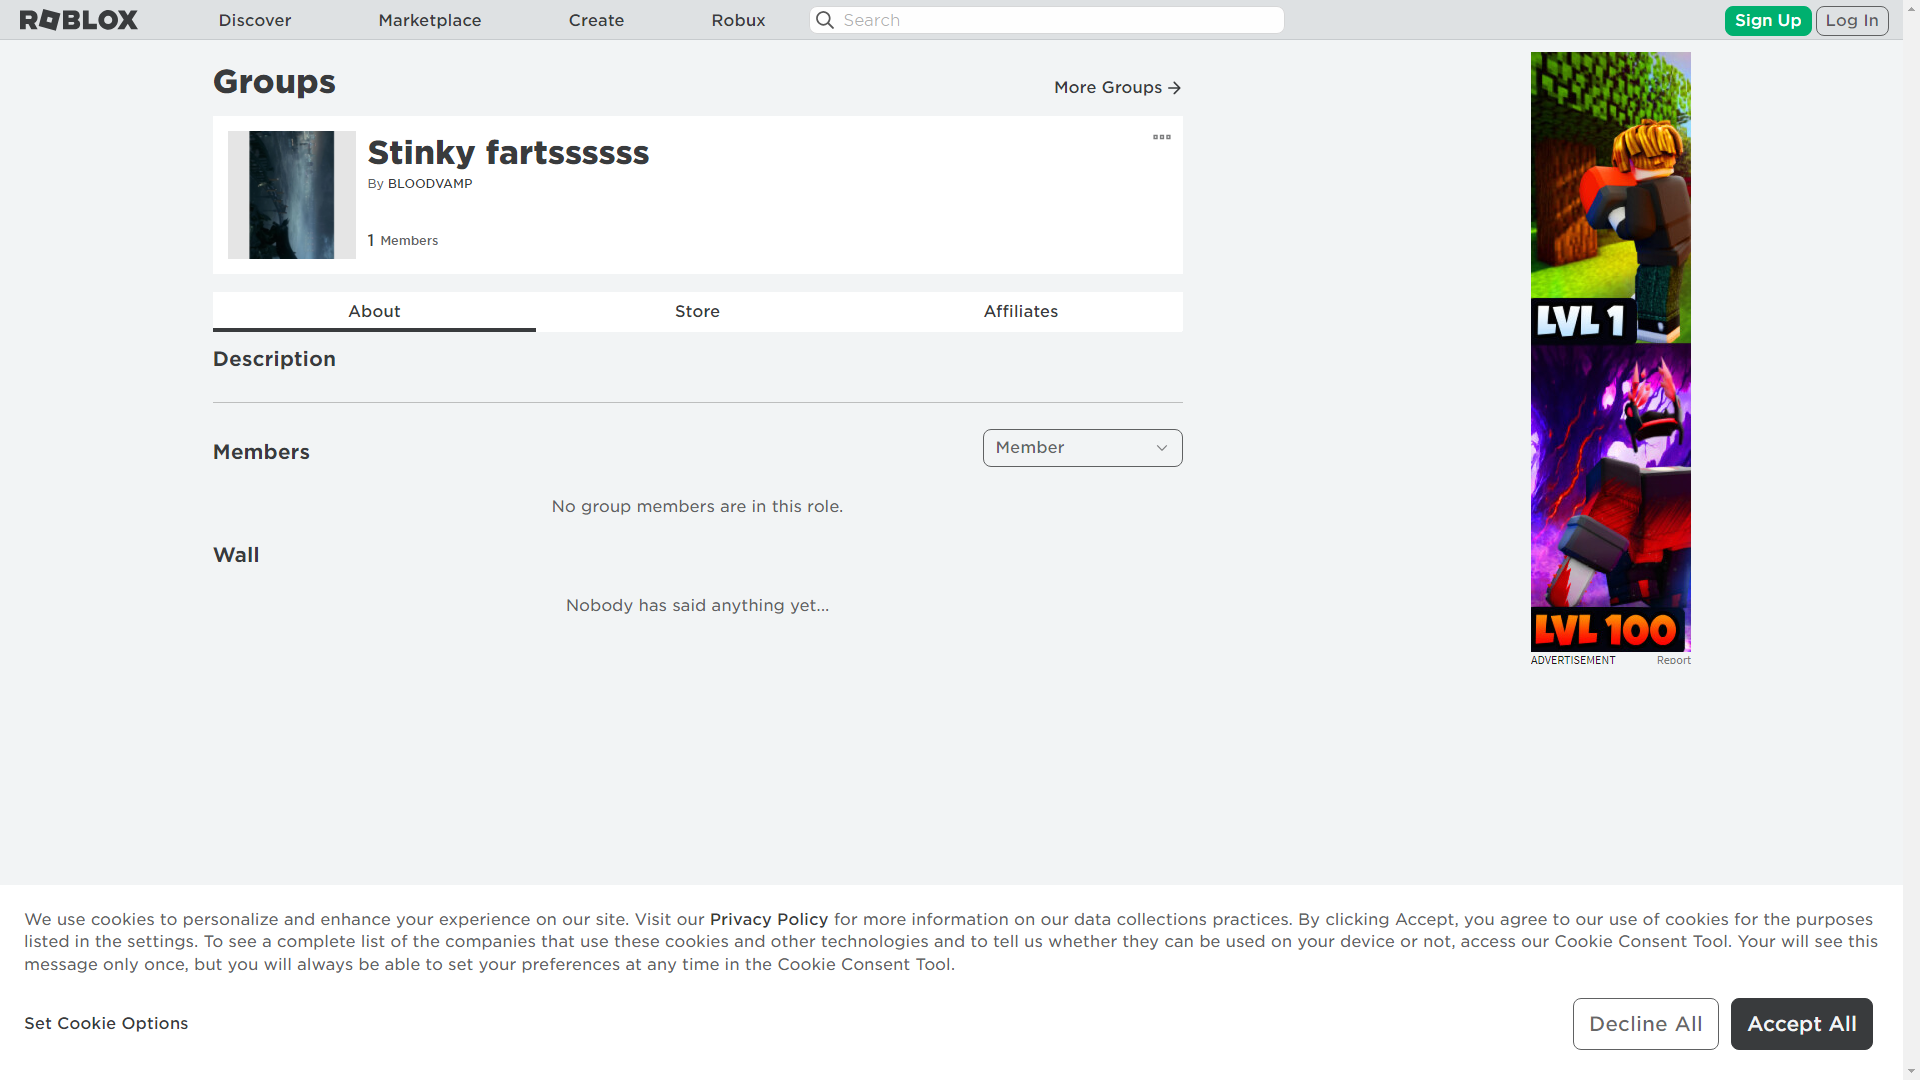 ROBLOX
Discover
Marketplace
Create
Robux
Search
Sign Up
Log In
Groups
More Groups
Stinky fartssssss
By BLOODVAMP
1 Members
About
Store
Affiliates
Description
Members
Member
No group members are in this role.
Wall
Nobody has said anything yet...
LVL 1
LVL 100
ADVERTISEMENT
Report
We use cookies to personalize and enhance your experience on our site. Visit our Privacy Policy for more information on our data collections practices. By clicking Accept, you agree to our use of cookies for the purposes
listed in the settings. To see a complete list of the companies that use these cookies and other technologies and to tell us whether they can be used on your device or not, access our Cookie Consent Tool. Your will see this
message only once, but you will always be able to set your preferences at any time in the Cookie Consent Tool.
Set Cookie Options
Decline All
Accept All